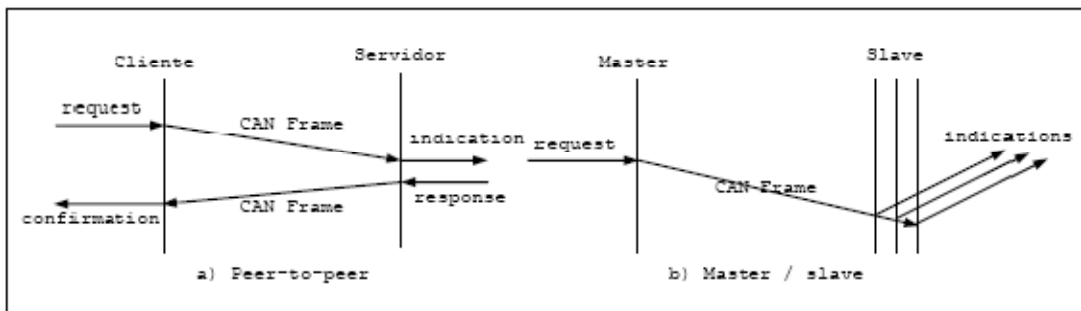 Cliente
Servidor
request
CAN Frame
indication
response
CAN Frame
confirmation
a) Peer-to-peer
Master
Slave
request
indications
CAN Frame
b) Master / slave